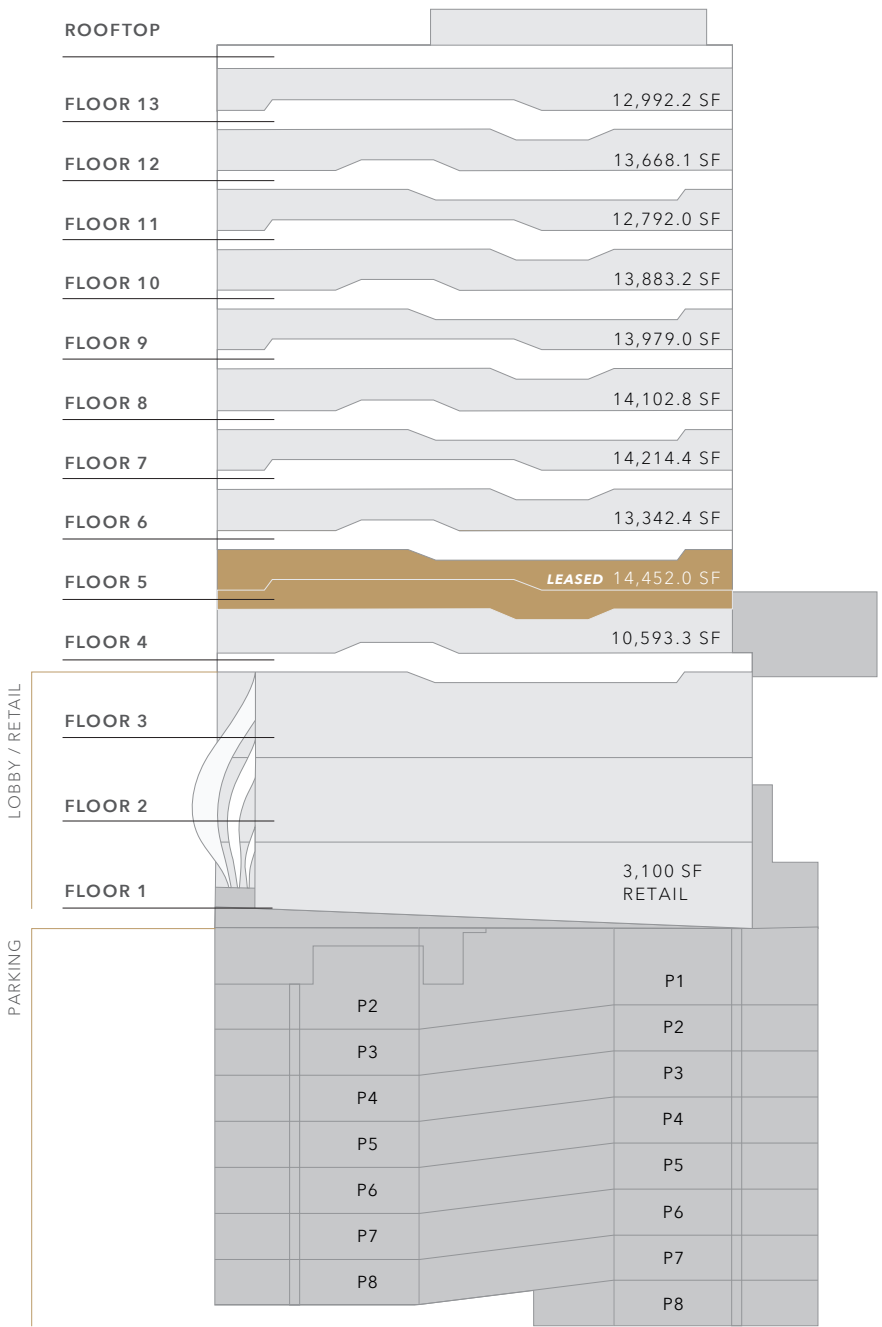 ROOFTOP
FLOOR 13 12,992.2 SF
FLOOR 12 13,668.1 SF
FLOOR 11 12,792.0 SF
FLOOR 10 13,883.2 SF
FLOOR 9 13,979.0 SF
FLOOR 8 14,102.8 SF
FLOOR 7 14,214.4 SF
FLOOR 6 13,342.4 SF
FLOOR 5 LEASED 14,452.0 SF
FLOOR 4 10,593.3 SF
LOBBY / RETAIL
FLOOR 3
FLOOR 2
FLOOR 1
3,100 SF
RETAIL
PARKING
P1
P2
P2
P3
P3
P4
P4
P5
P5
P6
P6
P7
P7
P8
P8